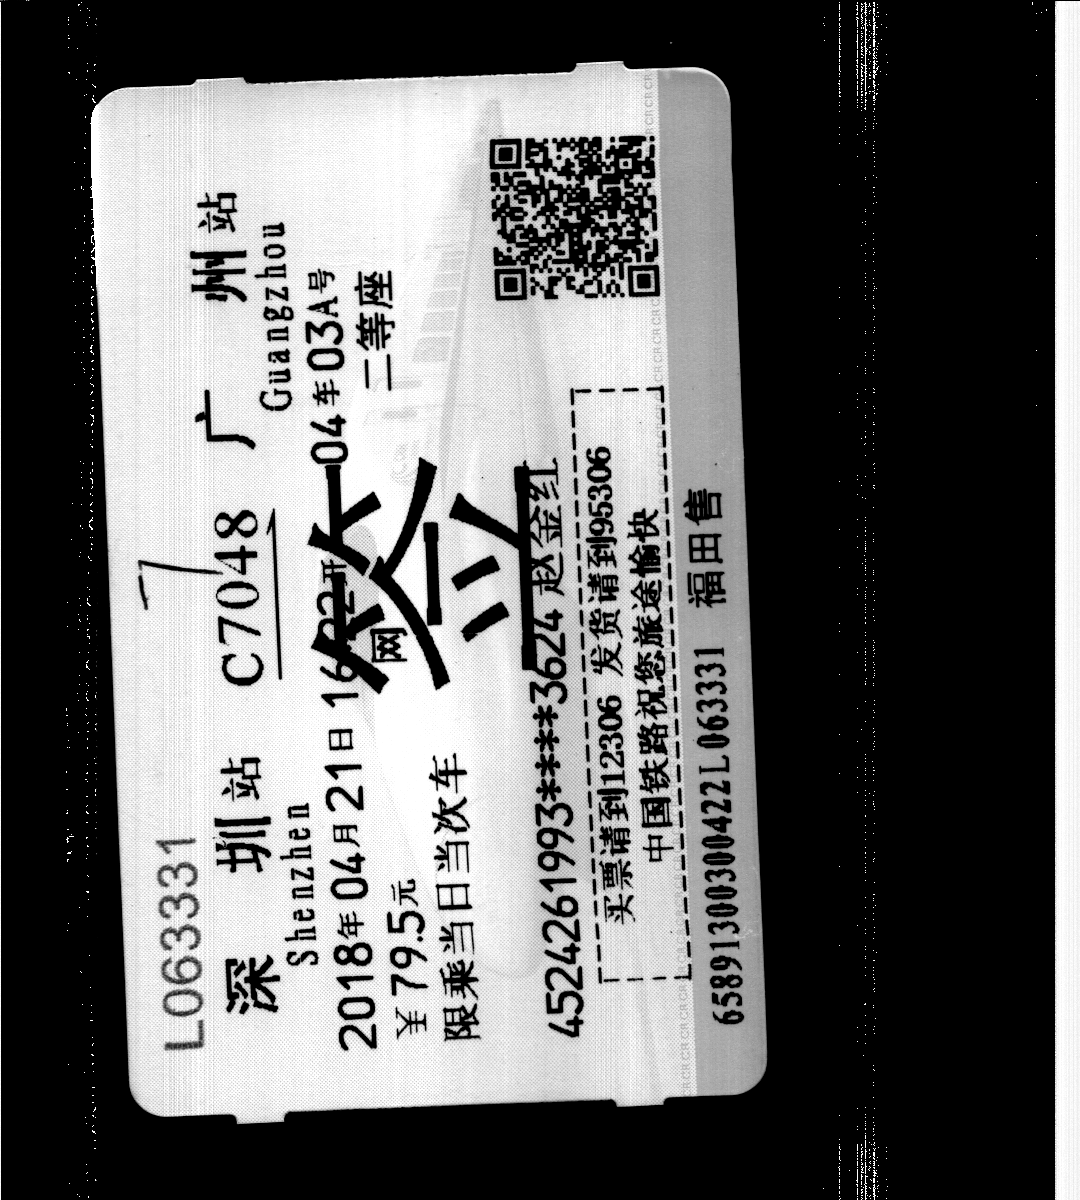 L063331
深圳站 C7048 广州站
Shenzhen Guangzhou
2018年04月21日 开 04车03A号
¥79.5元 网 二等座
限乘当日当次车
签
4524261993****3624 赵金红
买票请到12306 发货请到95306
中国铁路祝您旅途愉快
65891300300422L063331 福田售